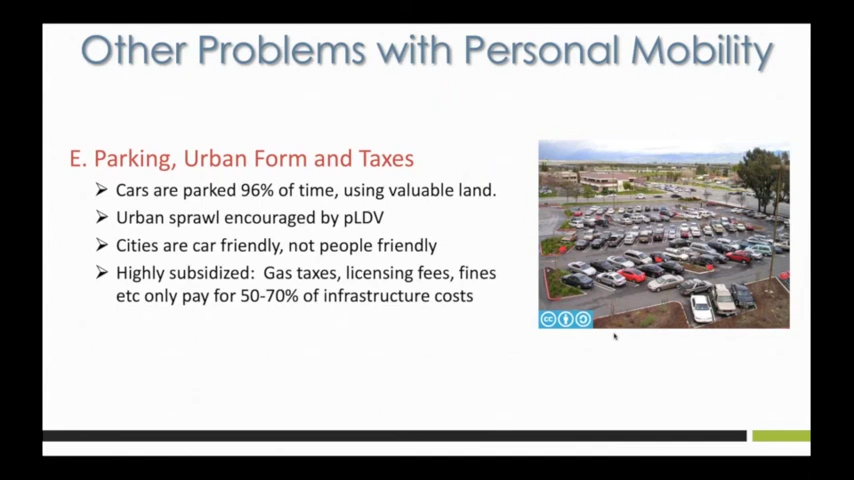 Other Problems with Personal Mobility
E. Parking, Urban Form and Taxes
➢ Cars are parked 96% of time, using valuable land.
➢ Urban sprawl encouraged by pLDV
➢ Cities are car friendly, not people friendly
➢ Highly subsidized: Gas taxes, licensing fees, fines
etc only pay for 50-70% of infrastructure costs
cc